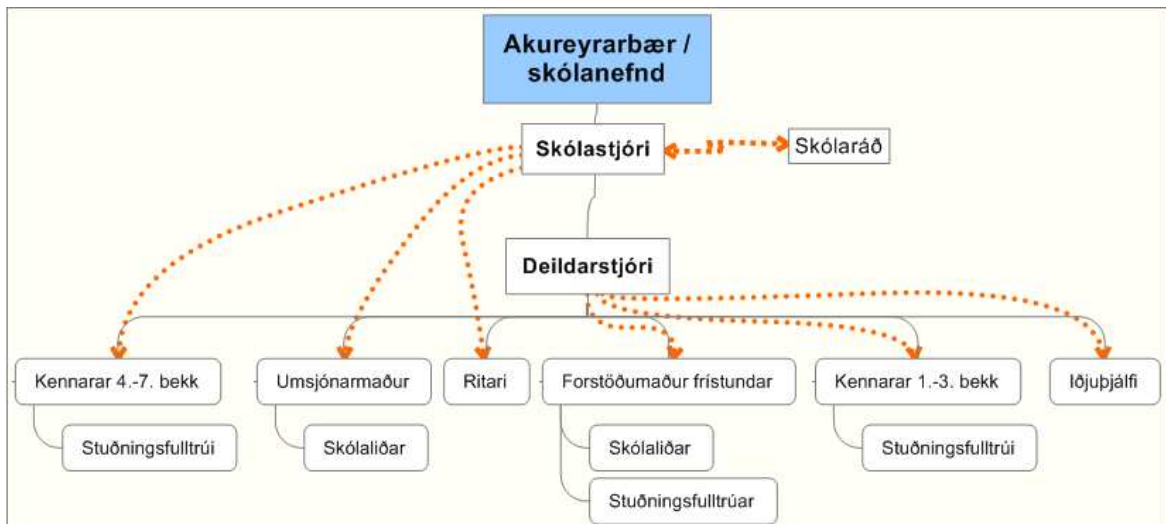 Akureyrarbær /
skólanefnd
Skólastjóri
Skólaráð
Deildarstjóri
Kennarar 4.-7. bekk
Umsjónarmaður
Ritari
Forstöðumaður frístundar
Kennarar 1.-3. bekk
Iðjuþjálfi
Stuðningsfulltrúi
Skólaliðar
Skólaliðar
Stuðningsfulltrúi
Stuðningsfulltrúar